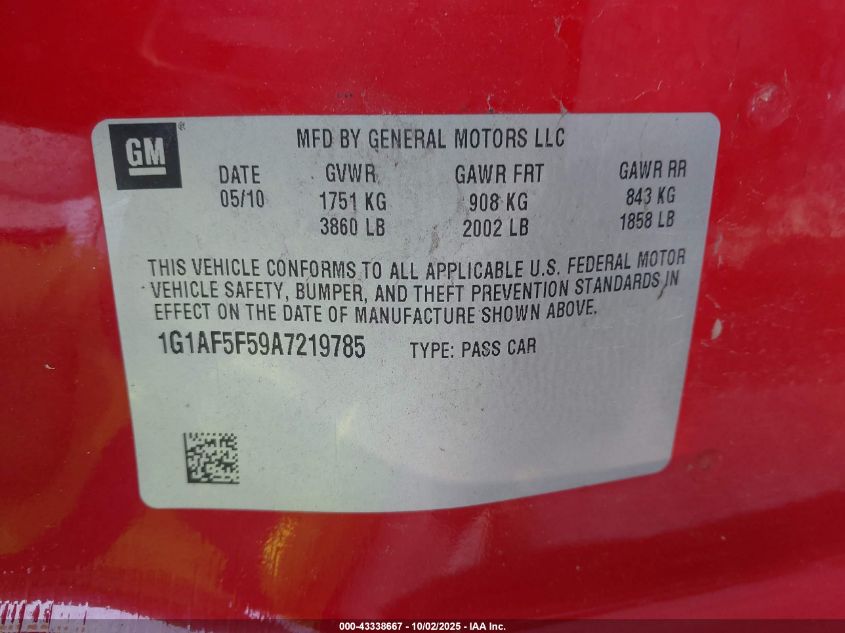 GM®
MFD BY GENERAL MOTORS LLC
DATE GVWR GAWR FRT GAWR RR
05/10 1751 KG 908 KG 843 KG
3860 LB 2002 LB 1858 LB
THIS VEHICLE CONFORMS TO ALL APPLICABLE U.S. FEDERAL MOTOR
VEHICLE SAFETY, BUMPER, AND THEFT PREVENTION STANDARDS IN
EFFECT ON THE DATE OF MANUFACTURE SHOWN ABOVE.
1G1AF5F59A7219785 TYPE: PASS CAR
000-43338667 - 10/02/2025 - IAA Inc.